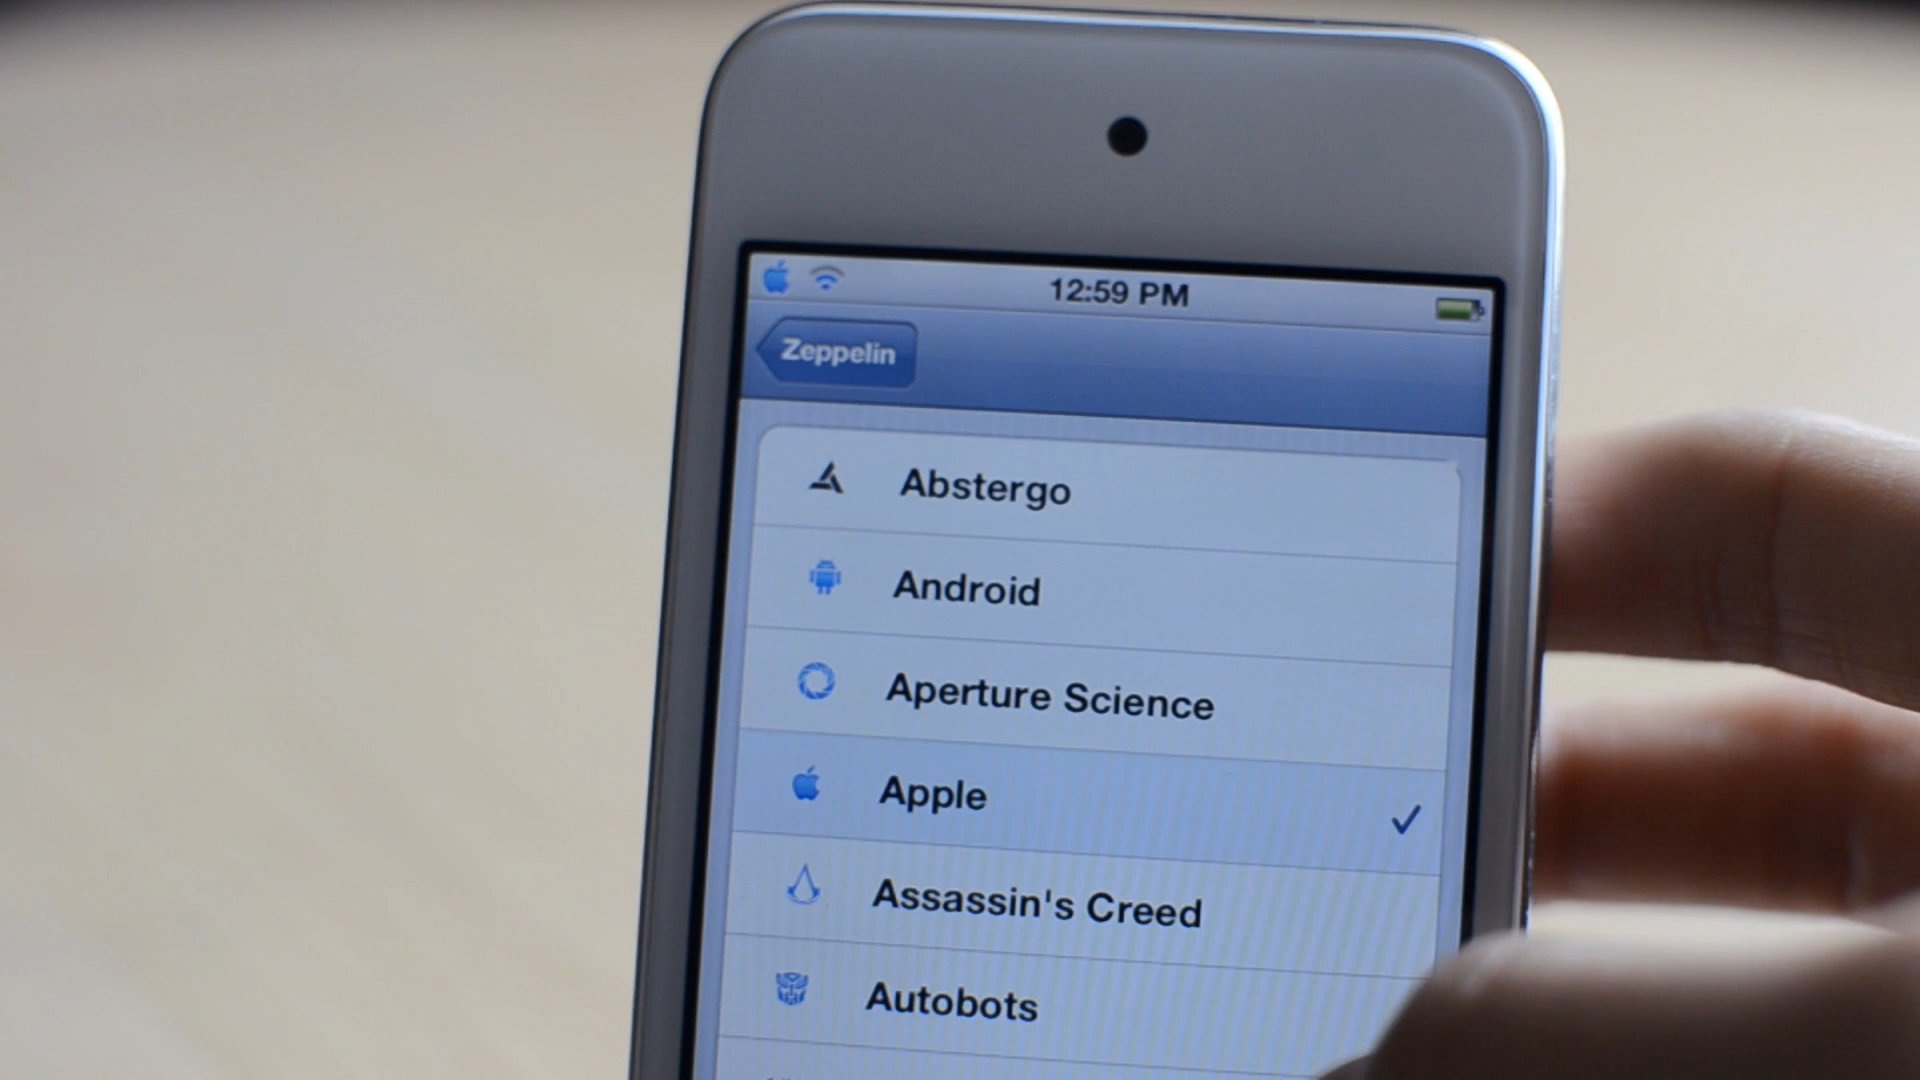 12:59 PM
Zeppelin
Abstergo
Android
Aperture Science
Apple
Assassin's Creed
Autobots